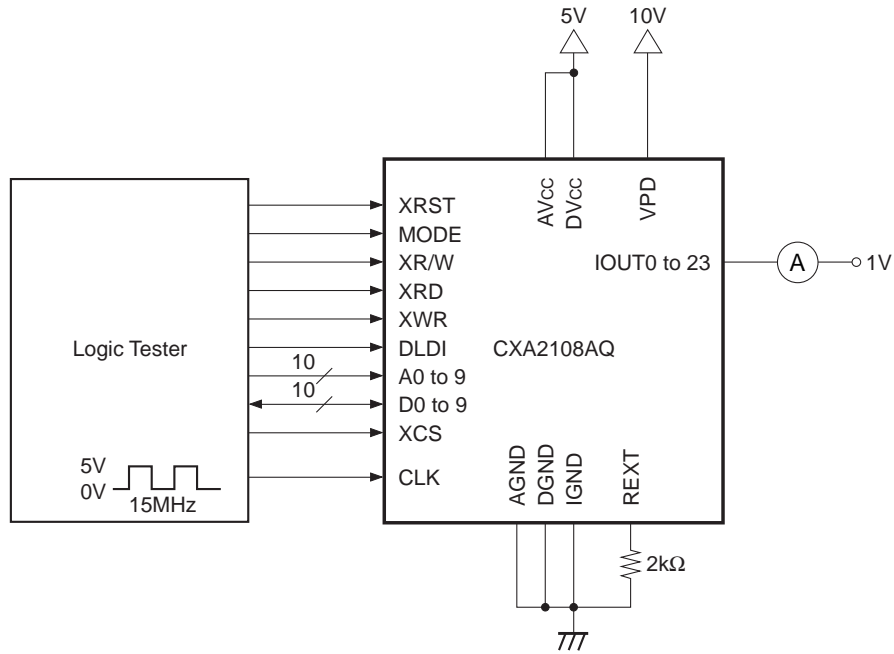 5V
10V
AVCC
DVCC
VPD
XRST
MODE
XR/W
XRD
XWR
DLDI
A0 to 9
D0 to 9
XCS
CLK
10
10
IOUT0 to 23
A
1V
Logic Tester
CXA2108AQ
5V
0V
15MHz
AGND
DGND
IGND
REXT
2kΩ